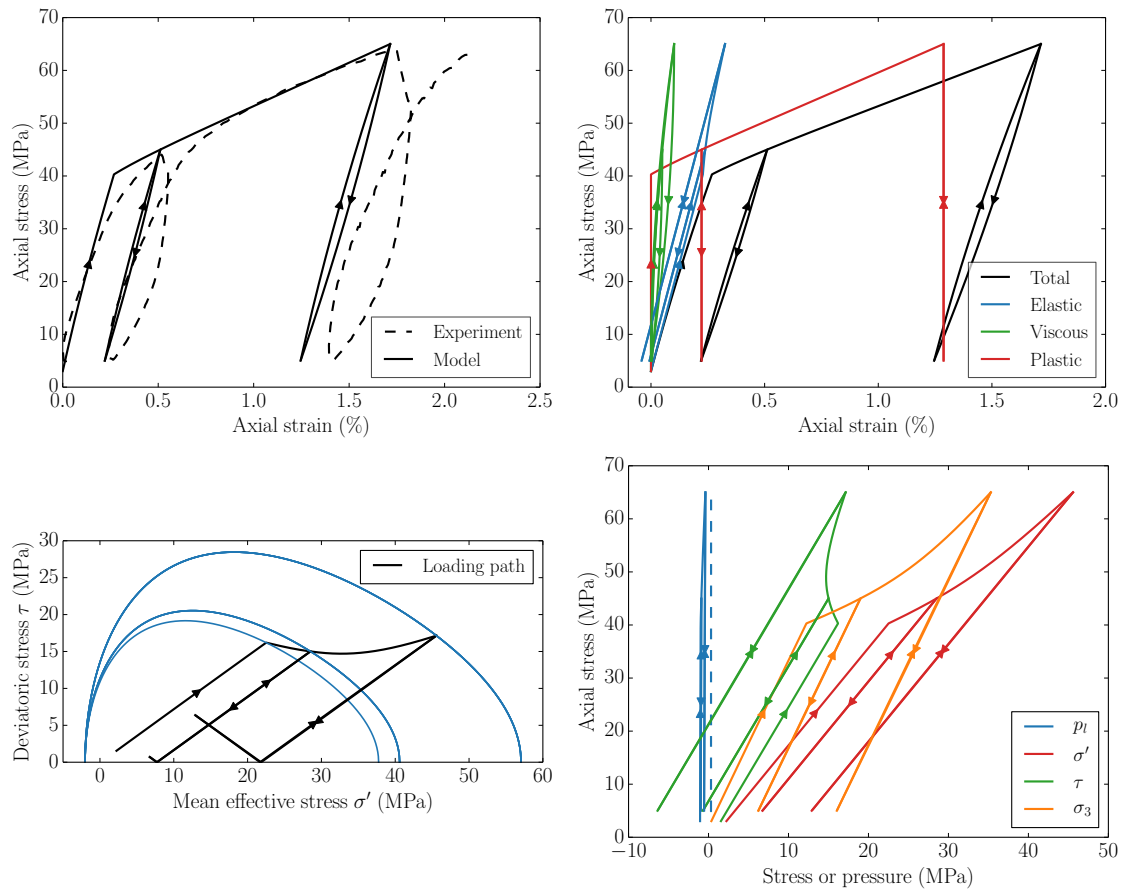 70
60
50
40
30
20
10
0
Axial stress (MPa)
Experiment
Model
0.0
0.5
1.0
1.5
2.0
2.5
Axial strain (%)
70
60
50
40
30
20
10
0
Axial stress (MPa)
Total
Elastic
Viscous
Plastic
0.0
0.5
1.0
1.5
2.0
Axial strain (%)
30
25
20
15
10
5
0
Deviatoric stress τ (MPa)
Loading path
0
10
20
30
40
50
60
Mean effective stress σ′ (MPa)
70
60
50
40
30
20
10
0
Axial stress (MPa)
p_l
σ′
τ
σ₃
−10
0
10
20
30
40
50
Stress or pressure (MPa)